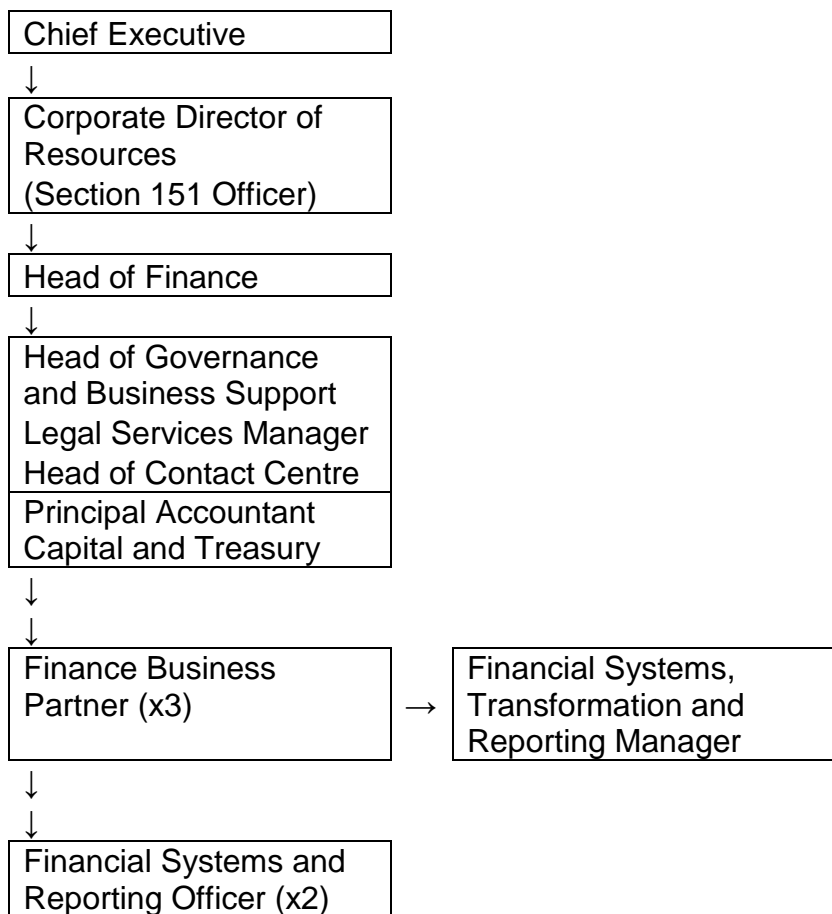 Chief Executive
↓
Corporate Director of
Resources
(Section 151 Officer)
↓
Head of Finance
↓
Head of Governance
and Business Support
Legal Services Manager
Head of Contact Centre
Principal Accountant
Capital and Treasury
↓
↓
Finance Business
Partner (x3)
→
Financial Systems,
Transformation and
Reporting Manager
↓
↓
Financial Systems and
Reporting Officer (x2)